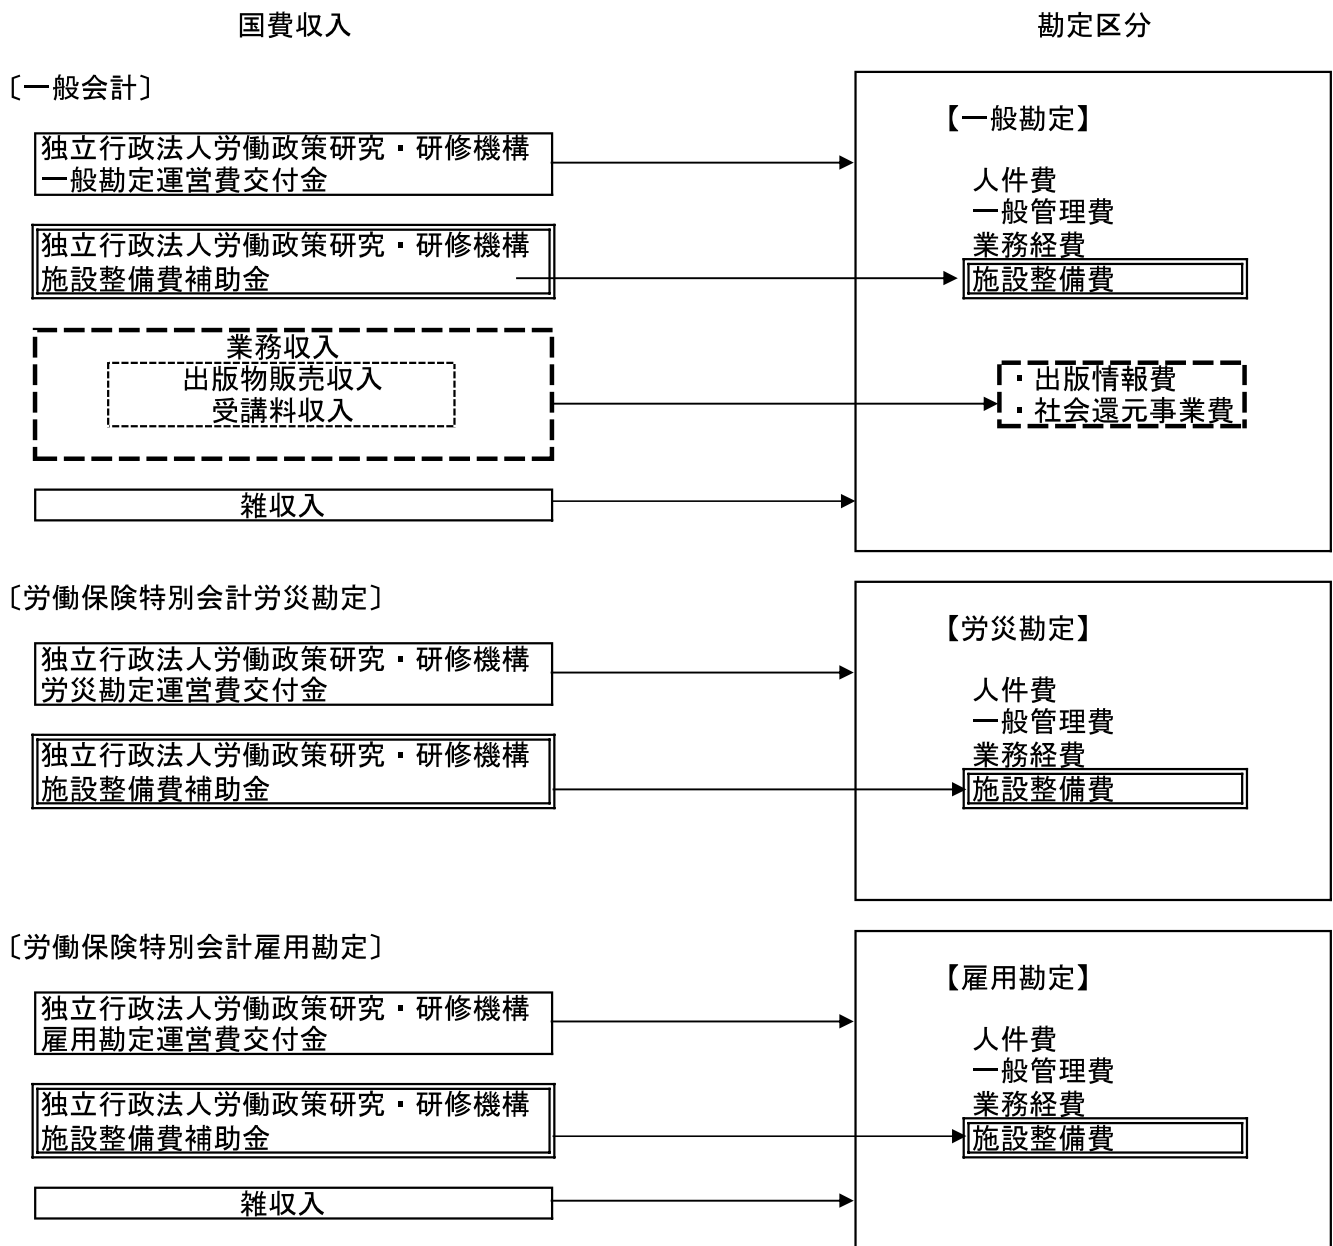 国費収入
勘定区分
〔一般会計〕
独立行政法人労働政策研究・研修機構
一般勘定運営費交付金
独立行政法人労働政策研究・研修機構
施設整備費補助金
業務収入
出版物販売収入
受講料収入
雑収入
【一般勘定】
人件費
一般管理費
業務経費
施設整備費
・出版情報費
・社会還元事業費
〔労働保険特別会計労災勘定〕
独立行政法人労働政策研究・研修機構
労災勘定運営費交付金
独立行政法人労働政策研究・研修機構
施設整備費補助金
【労災勘定】
人件費
一般管理費
業務経費
施設整備費
〔労働保険特別会計雇用勘定〕
独立行政法人労働政策研究・研修機構
雇用勘定運営費交付金
独立行政法人労働政策研究・研修機構
施設整備費補助金
雑収入
【雇用勘定】
人件費
一般管理費
業務経費
施設整備費